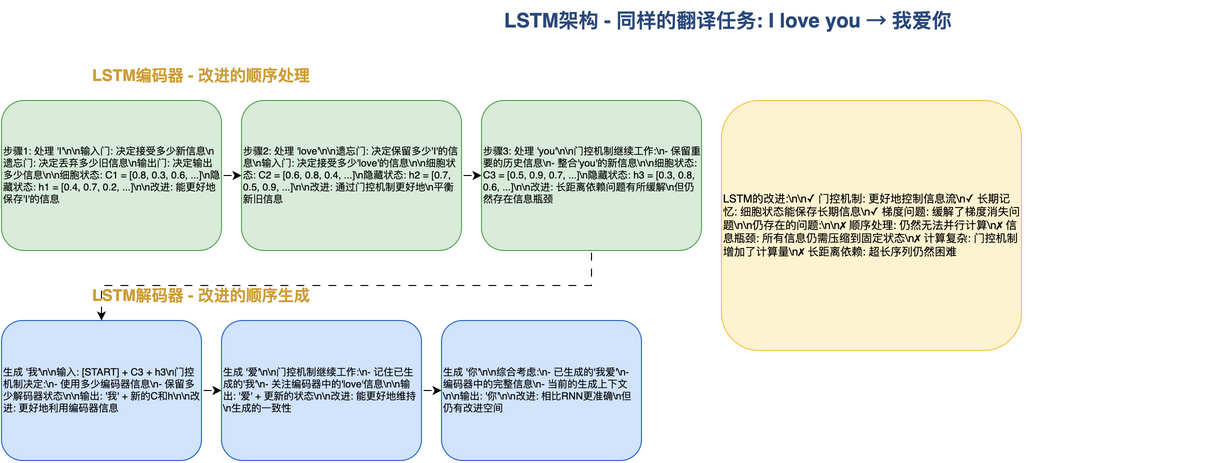 LSTM架构 - 同样的翻译任务: I love you → 我爱你
LSTM编码器 - 改进的顺序处理
步骤1: 处理 'I'\n\n输入门: 决定接受多少新信息\n
遗忘门: 决定丢弃多少旧信息\n输出门: 决定输出
多少信息\n\n细胞状态: C1 = [0.8, 0.3, 0.6, ...]\n隐
藏状态: h1 = [0.4, 0.7, 0.2, ...]\n\n改进: 能更好地
保存'I'的信息
步骤2: 处理 'love'\n\n遗忘门: 决定保留多少'I'的信
息\n输入门: 决定接受多少'love'的信息\n\n细胞状
态: C2 = [0.6, 0.8, 0.4, ...]\n隐藏状态: h2 = [0.7,
0.5, 0.9, ...]\n\n改进: 通过门控机制更好地\n平衡
新旧信息
步骤3: 处理 'you'\n\n门控机制继续工作:\n- 保留重
要的历史信息\n- 整合'you'的新信息\n\n细胞状态:
C3 = [0.5, 0.9, 0.7, ...]\n隐藏状态: h3 = [0.3, 0.8,
0.6, ...]\n\n改进: 长距离依赖问题有所缓解\n但仍
然存在信息瓶颈
LSTM的改进:\n\n✓ 门控机制: 更好地控制信息流\n✓ 长期记
忆: 细胞状态能保存长期信息\n✓ 梯度问题: 缓解了梯度消失问
题\n\n仍存在的问题:\n\n✗ 顺序处理: 仍然无法并行计算\n✗ 信
息瓶颈: 所有信息仍需压缩到固定状态\n✗ 计算复杂: 门控机制
增加了计算量\n✗ 长距离依赖: 超长序列仍然困难
LSTM解码器 - 改进的顺序生成
生成 '我'\n\n输入: [START] + C3 + h3\n门控
机制决定:\n- 使用多少编码器信息\n- 保留多
少解码器状态\n\n输出: '我' + 新的C和h\n\n改
进: 更好地利用编码器信息
生成 '爱'\n\n门控机制继续工作:\n- 记住已生
成的'我'\n- 关注编码器中的'love'信息\n\n输
出: '爱' + 更新的状态\n\n改进: 能更好地维持
\n生成的一致性
生成 '你'\n\n综合考虑:\n- 已生成的'我爱'\n-
编码器中的完整信息\n- 当前的生成上下文
\n\n输出: '你'\n\n改进: 相比RNN更准确\n但
仍有改进空间